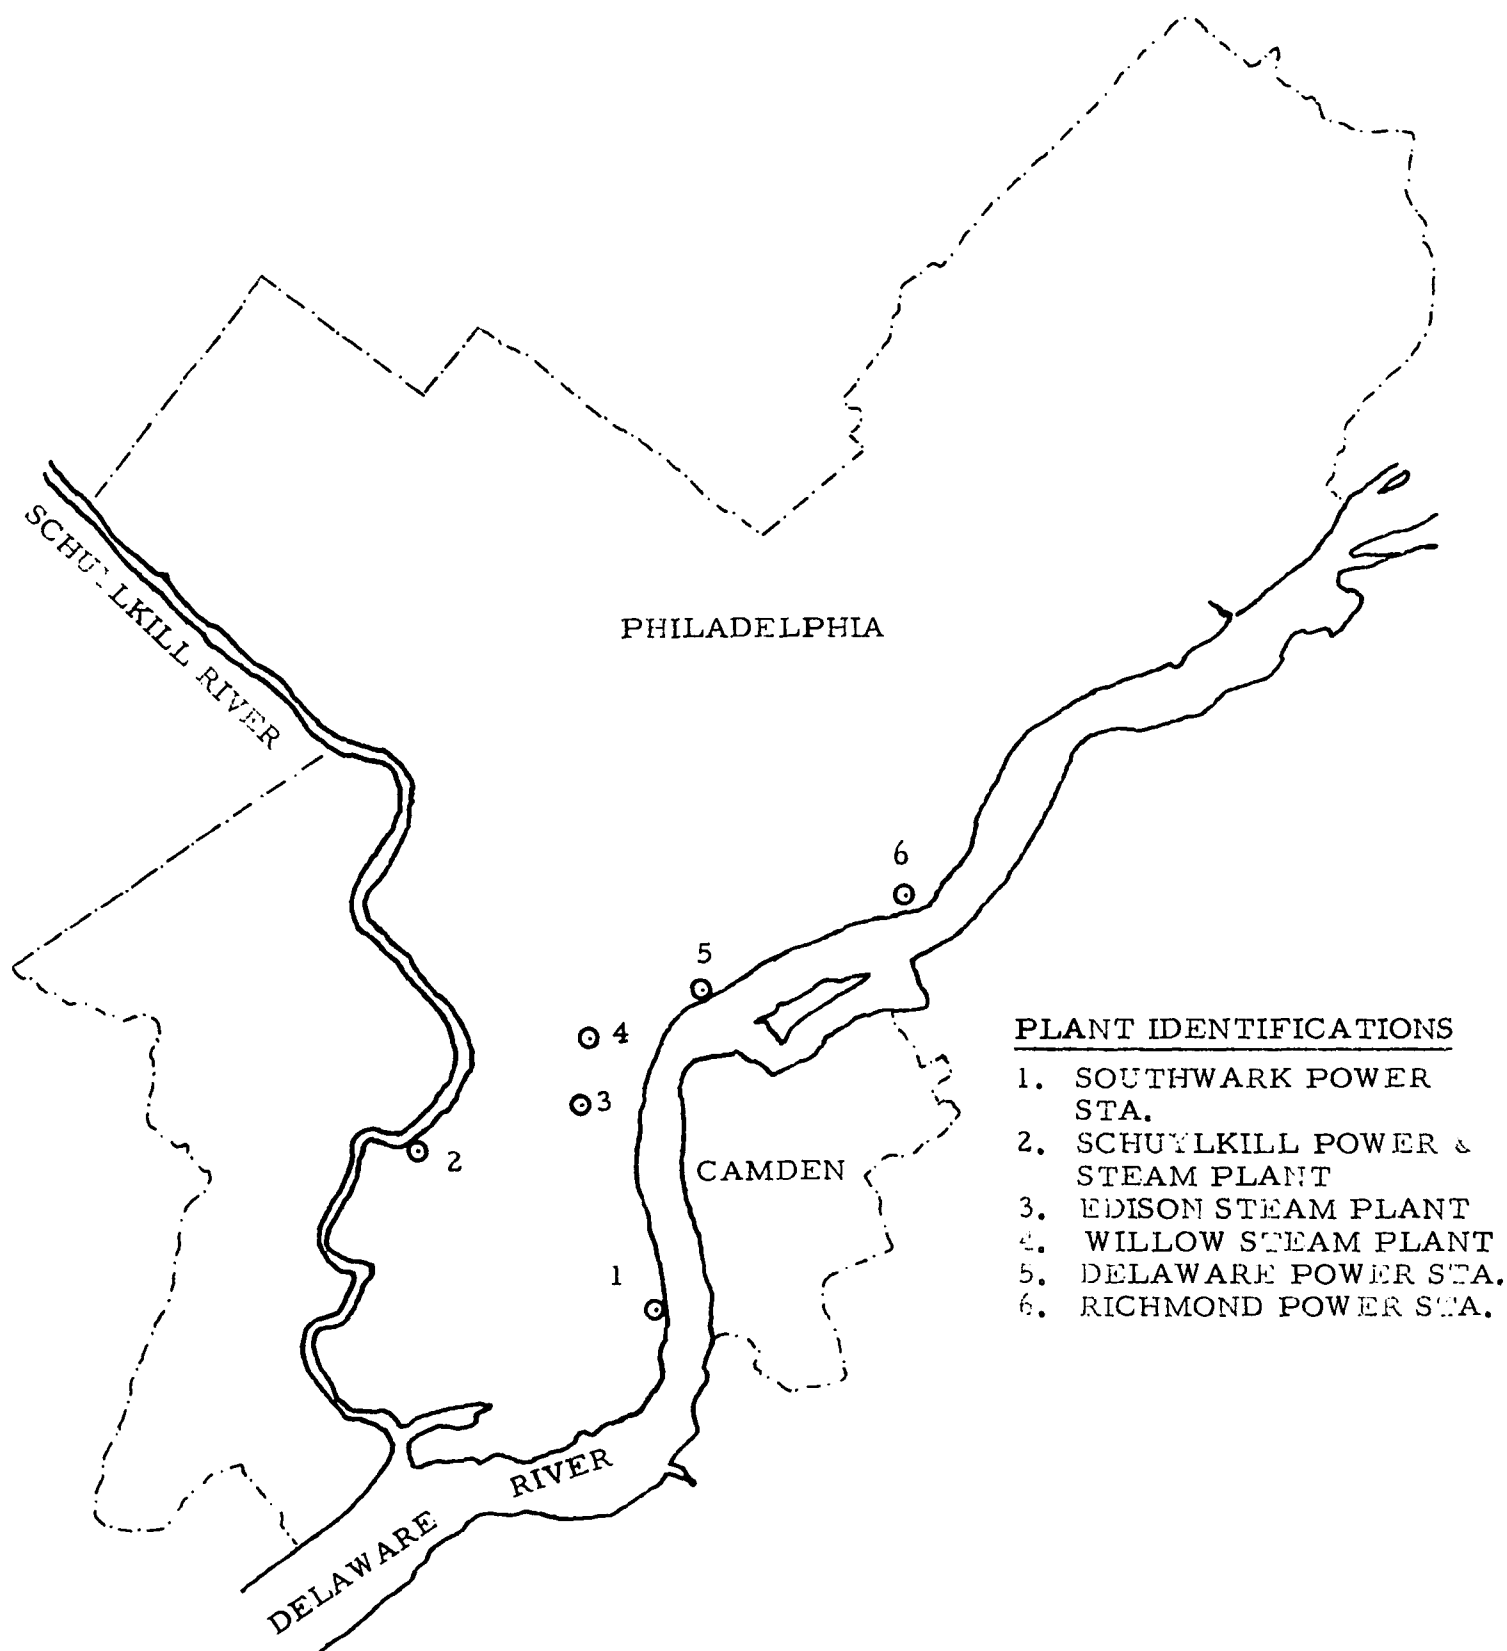 SCHUYLKILL RIVER
PHILADELPHIA
6
5
4
3
2
CAMDEN
1
DELAWARE RIVER
PLANT IDENTIFICATIONS
1. SOUTHWARK POWER
STA.
2. SCHUYLKILL POWER &
STEAM PLANT
3. EDISON STEAM PLANT
4. WILLOW STEAM PLANT
5. DELAWARE POWER STA.
6. RICHMOND POWER STA.